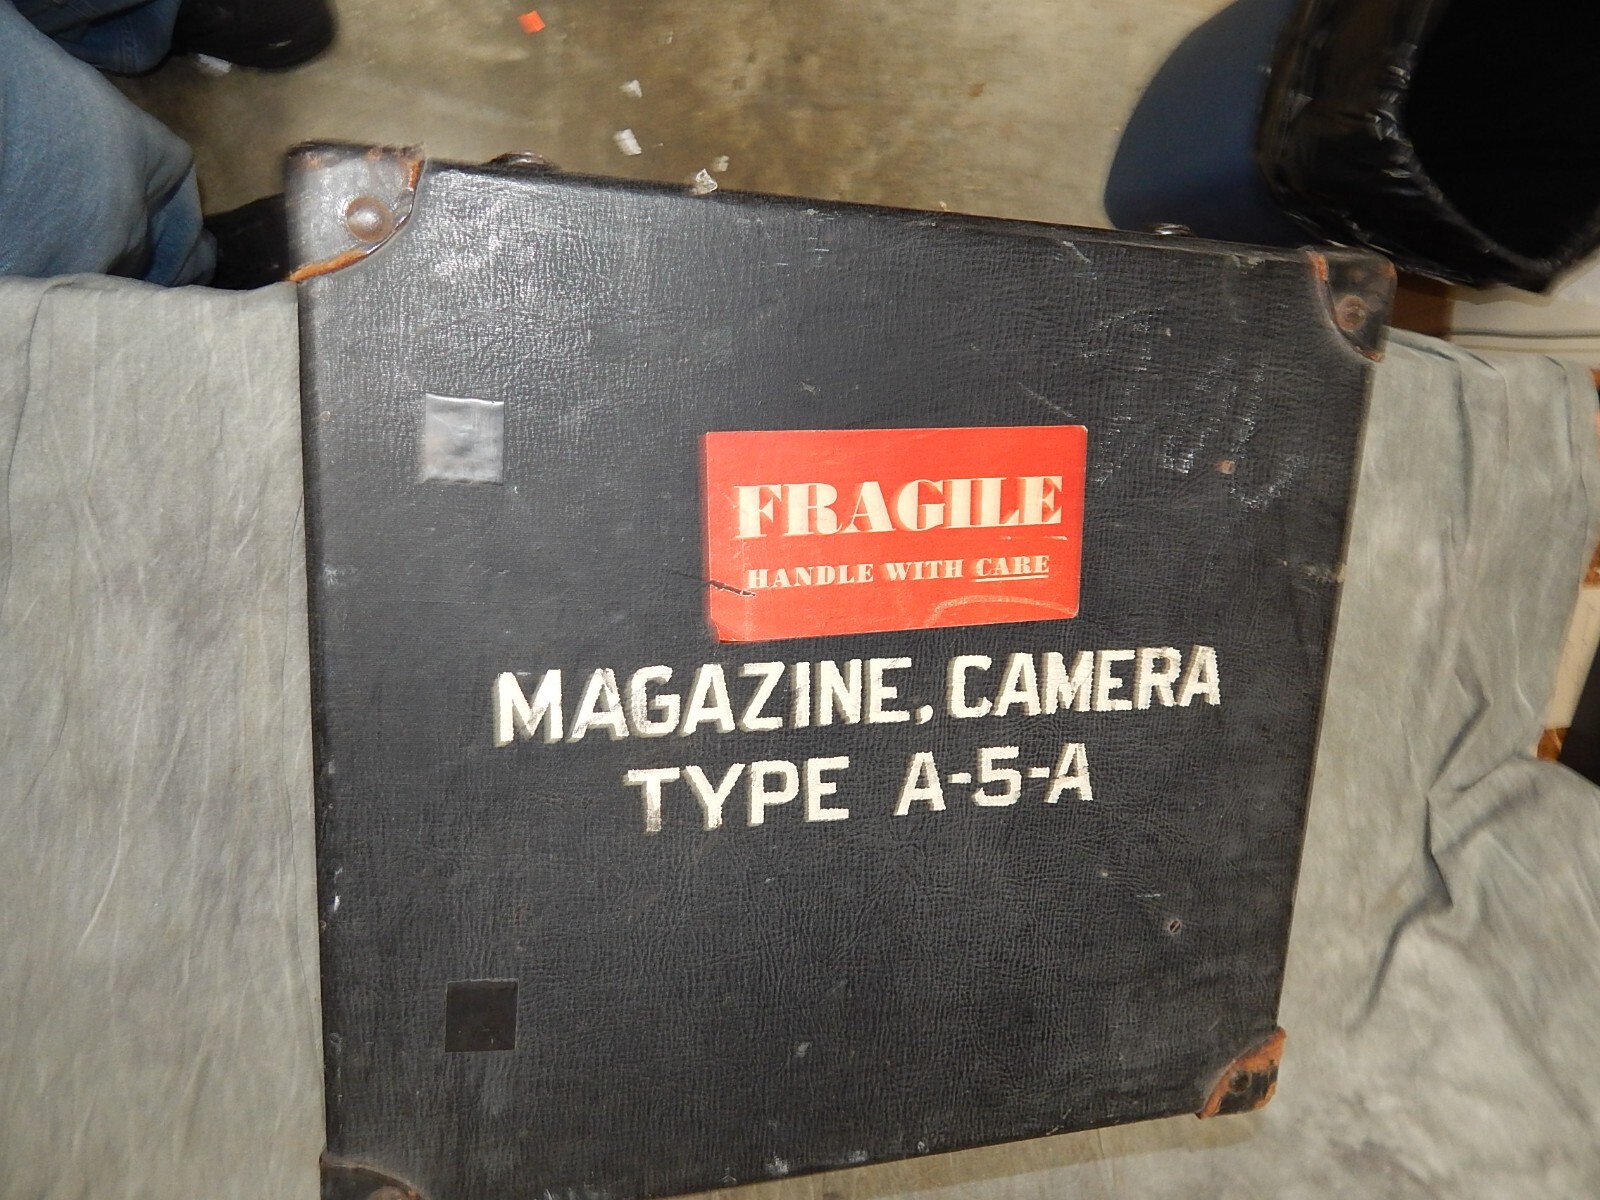 FRAGILE
HANDLE WITH CARE
MAGAZINE, CAMERA
TYPE A-5-A